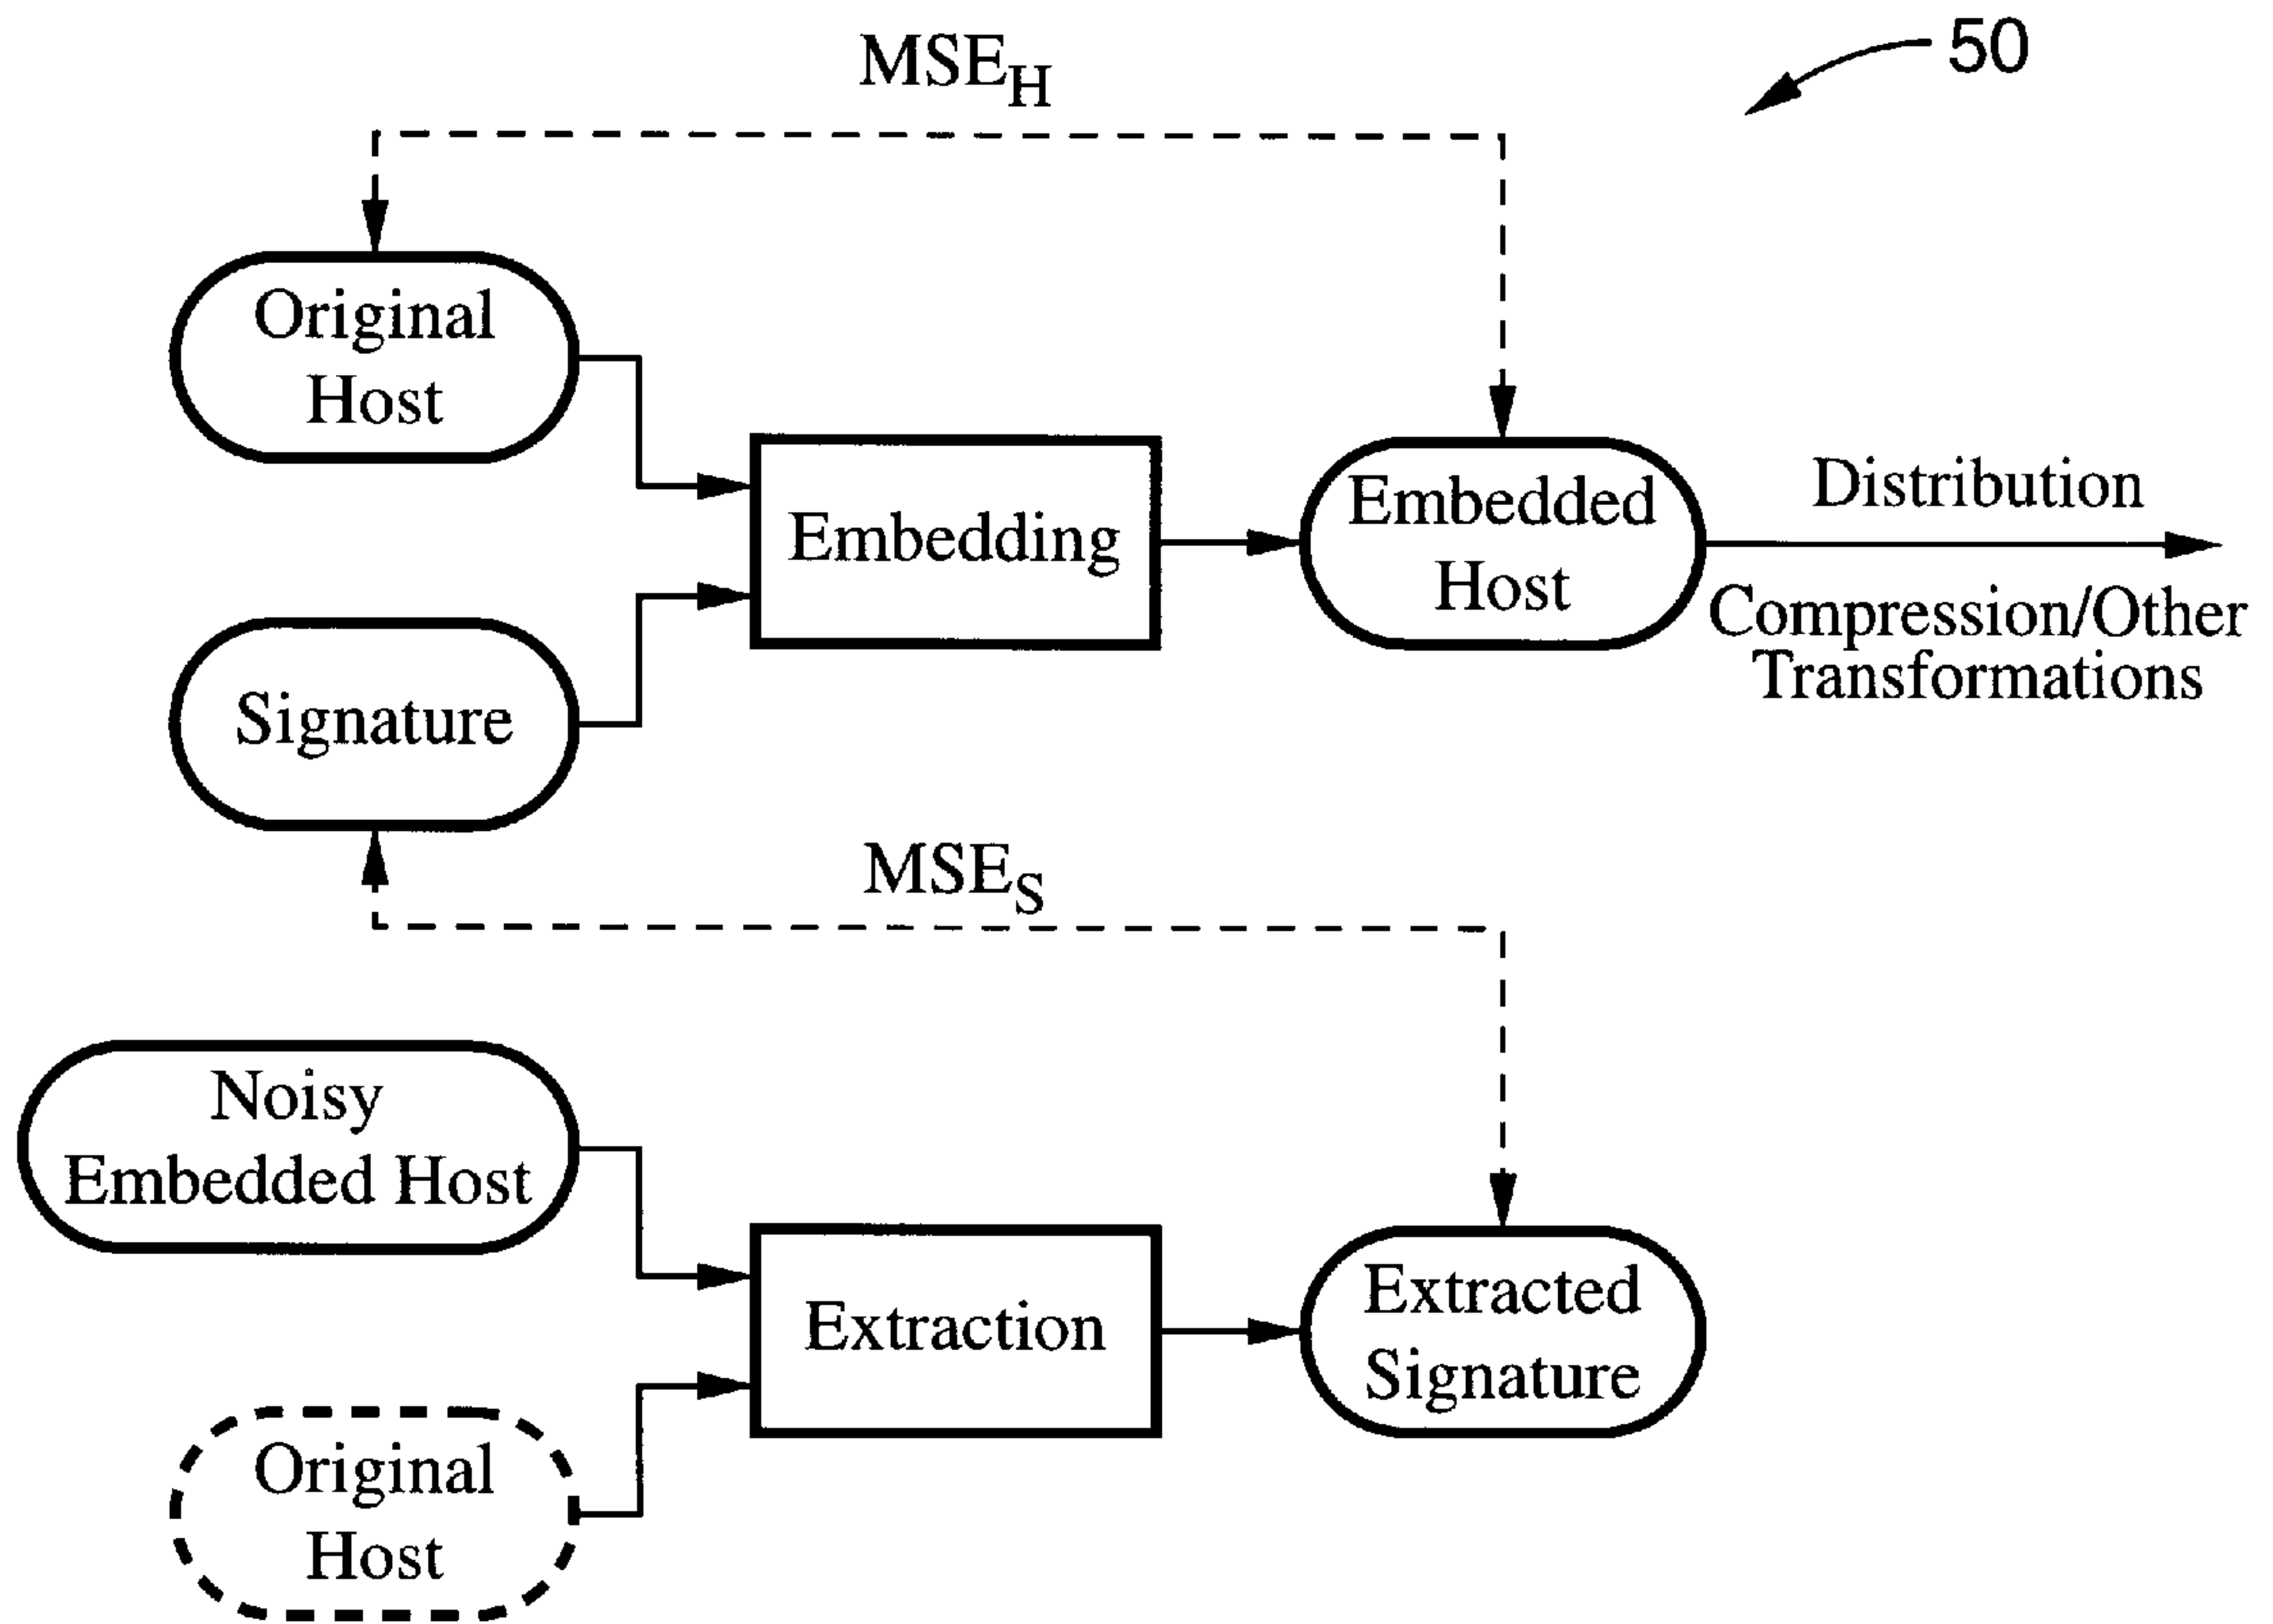 50
MSE_H
Original
Host
Embedding
Embedded
Host
Distribution
Compression/Other
Transformations
Signature
MSE_S
Noisy
Embedded Host
Extraction
Extracted
Signature
Original
Host